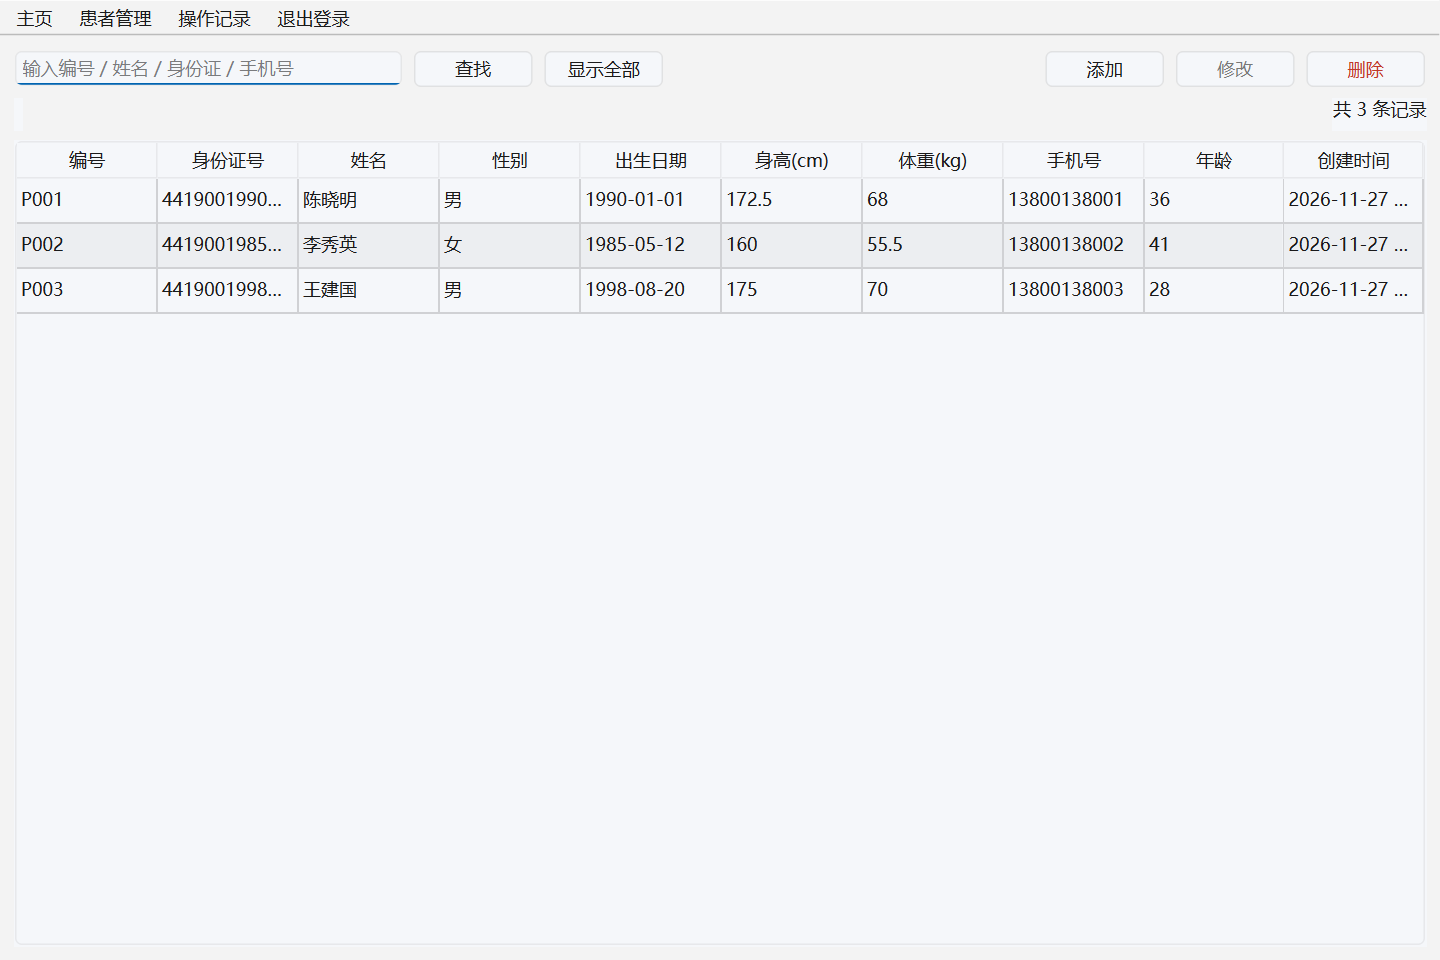 主页 患者管理 操作记录 退出登录
输入编号 / 姓名 / 身份证 / 手机号 查找 显示全部 添加 修改 删除
共 3 条记录
编号 身份证号 姓名 性别 出生日期 身高(cm) 体重(kg) 手机号 年龄 创建时间
P001 4419001990... 陈晓明 男 1990-01-01 172.5 68 13800138001 36 2026-11-27 ...
P002 4419001985... 李秀英 女 1985-05-12 160 55.5 13800138002 41 2026-11-27 ...
P003 4419001998... 王建国 男 1998-08-20 175 70 13800138003 28 2026-11-27 ...